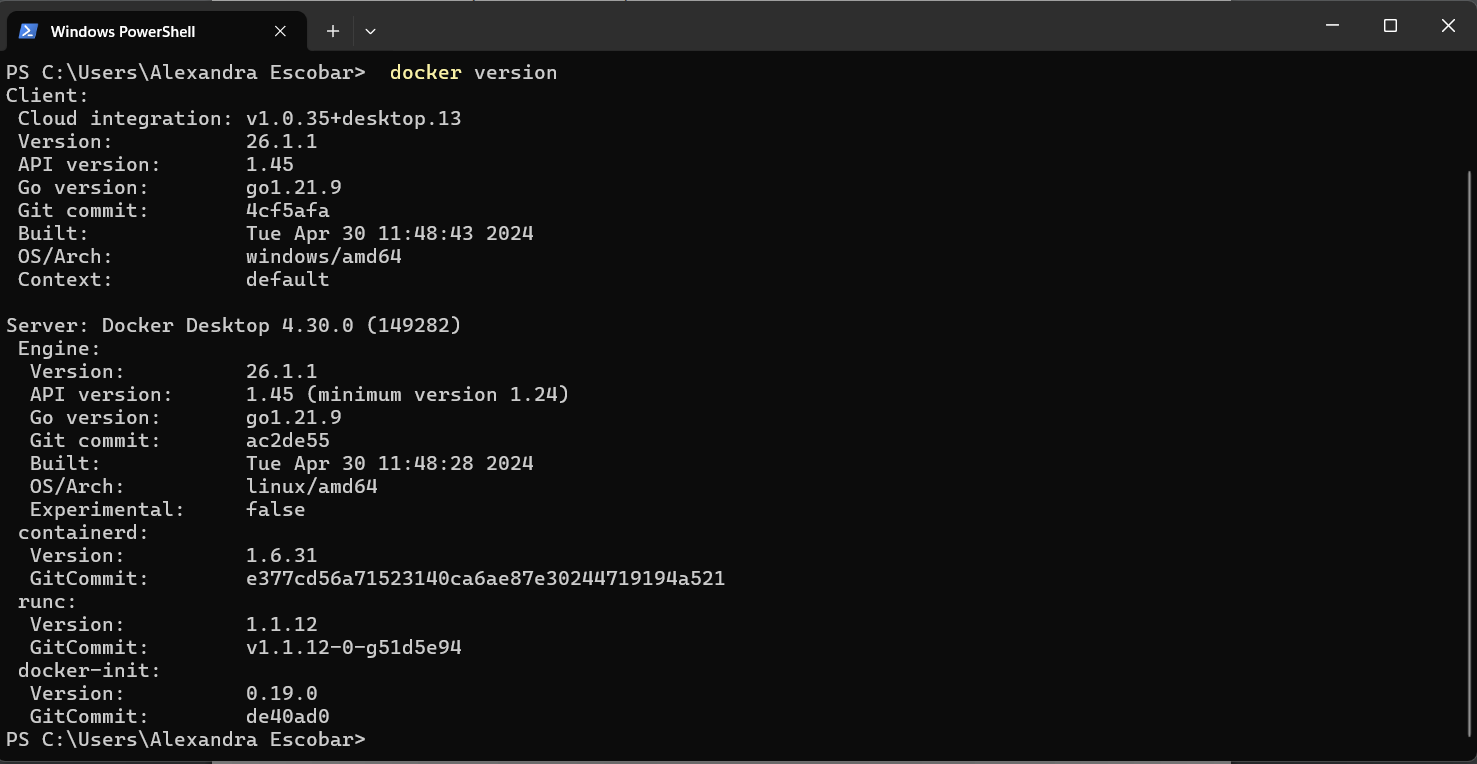 Windows PowerShell
PS C:\Users\Alexandra Escobar>  docker version
Client:
 Cloud integration: v1.0.35+desktop.13
 Version:           26.1.1
 API version:       1.45
 Go version:        go1.21.9
 Git commit:        4cf5afa
 Built:             Tue Apr 30 11:48:43 2024
 OS/Arch:           windows/amd64
 Context:           default

Server: Docker Desktop 4.30.0 (149282)
 Engine:
  Version:          26.1.1
  API version:      1.45 (minimum version 1.24)
  Go version:       go1.21.9
  Git commit:       ac2de55
  Built:            Tue Apr 30 11:48:28 2024
  OS/Arch:          linux/amd64
  Experimental:     false
 containerd:
  Version:          1.6.31
  GitCommit:        e377cd56a71523140ca6ae87e30244719194a521
 runc:
  Version:          1.1.12
  GitCommit:        v1.1.12-0-g51d5e94
 docker-init:
  Version:          0.19.0
  GitCommit:        de40ad0
PS C:\Users\Alexandra Escobar>